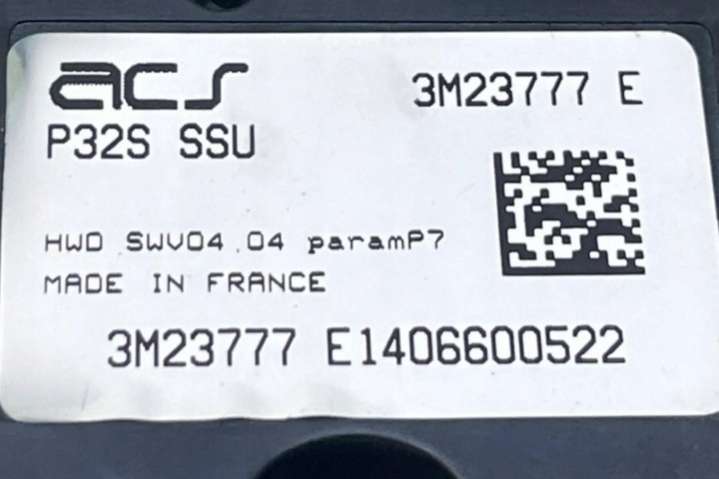 acs
3M23777 E
P32S SSU
HWD SWV04.04 paramP7
MADE IN FRANCE
3M23777 E1406600522